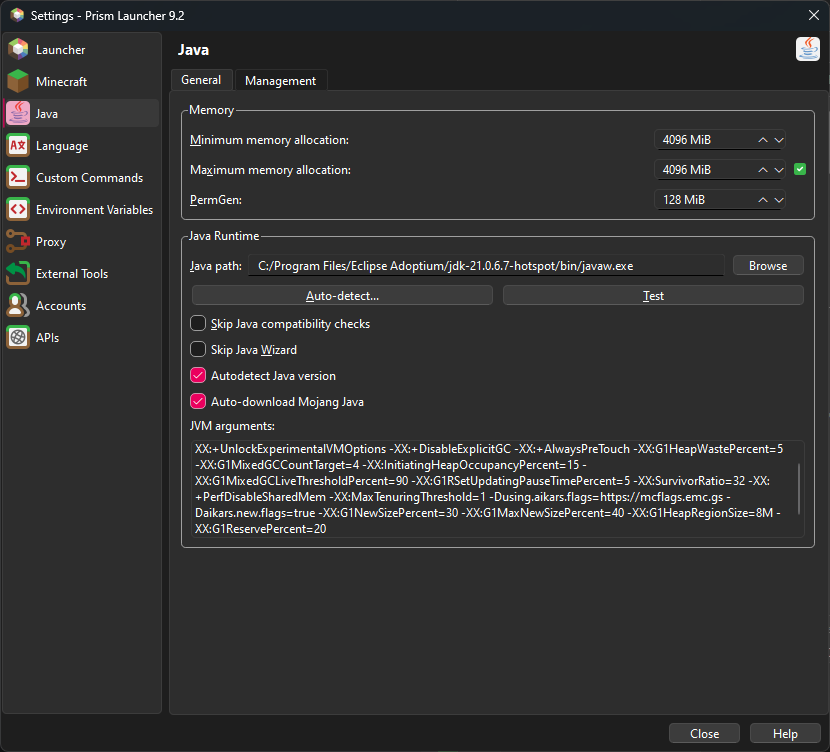 Settings - Prism Launcher 9.2
Launcher
Minecraft
Java
Language
Custom Commands
Environment Variables
Proxy
External Tools
Accounts
APIs
Java
General
Management
Memory
Minimum memory allocation:
4096 MiB
Maximum memory allocation:
4096 MiB
PermGen:
128 MiB
Java Runtime
Java path:
C:/Program Files/Eclipse Adoptium/jdk-21.0.6.7-hotspot/bin/javaw.exe
Browse
Auto-detect...
Test
Skip Java compatibility checks
Skip Java Wizard
Autodetect Java version
Auto-download Mojang Java
JVM arguments:
XX:+UnlockExperimentalVMOptions -XX:+DisableExplicitGC -XX:+AlwaysPreTouch -XX:G1HeapWastePercent=5
-XX:G1MixedGCCountTarget=4 -XX:InitiatingHeapOccupancyPercent=15 -
XX:G1MixedGCLiveThresholdPercent=90 -XX:G1RSetUpdatingPauseTimePercent=5 -XX:SurvivorRatio=32 -XX:
+PerfDisableSharedMem -XX:MaxTenuringThreshold=1 -Dusing.aikars.flags=https://mcflags.emc.gs -
Daikars.new.flags=true -XX:G1NewSizePercent=30 -XX:G1MaxNewSizePercent=40 -XX:G1HeapRegionSize=8M -
XX:G1ReservePercent=20
Close
Help